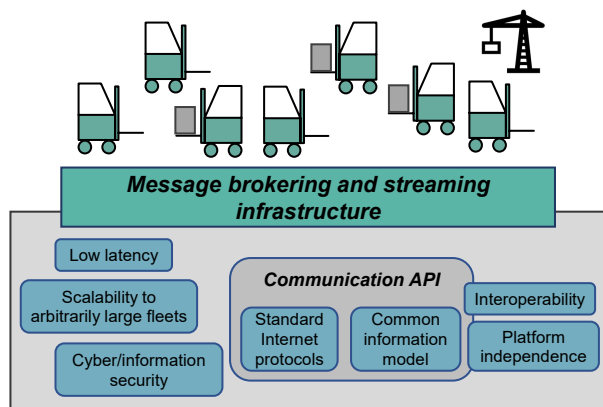 Message brokering and streaming
infrastructure
Low latency
Scalability to
arbitrarily large fleets
Cyber/information
security
Communication API
Standard
Internet
protocols
Common
information
model
Interoperability
Platform
independence